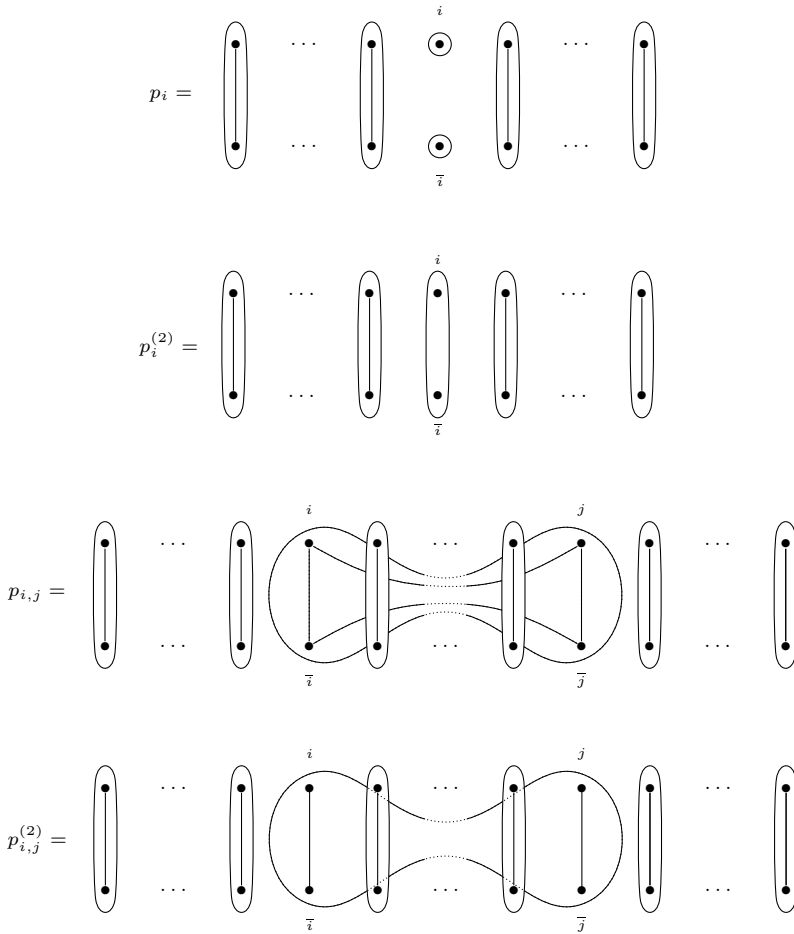 i
··· ···
p_i =
··· ···
i̅
i
··· ···
p_i^{(2)} =
··· ···
i̅
i j
··· ··· ···
p_{i,j} =
··· ··· ···
i̅ j̅
i j
··· ···
p_{i,j}^{(2)} =
··· ··· ···
i̅ j̅